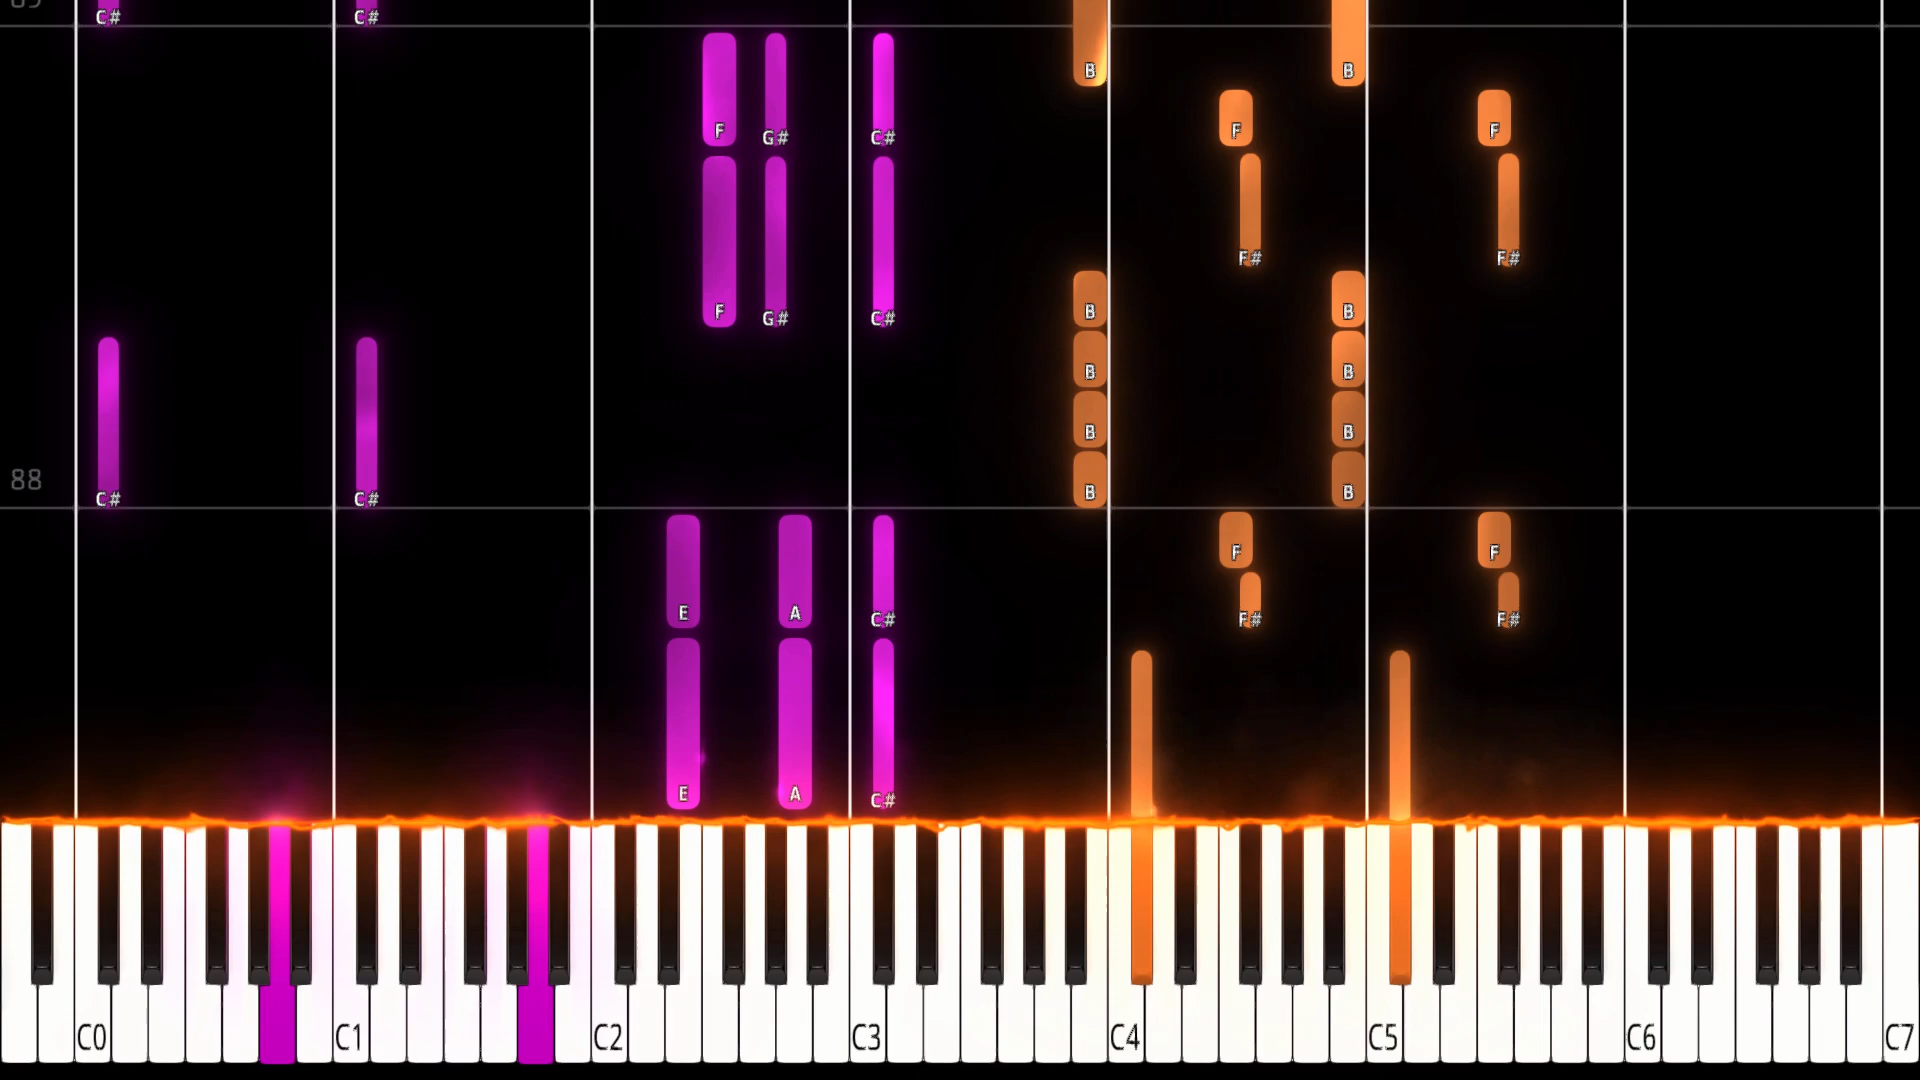 C# C#
B B
F G# C# F F
F# F#
F G# C# B B
B B
B B
88 C# C# B B
F F
E A C# F# F#
E A C#
C0 C1 C2 C3 C4 C5 C6 C7